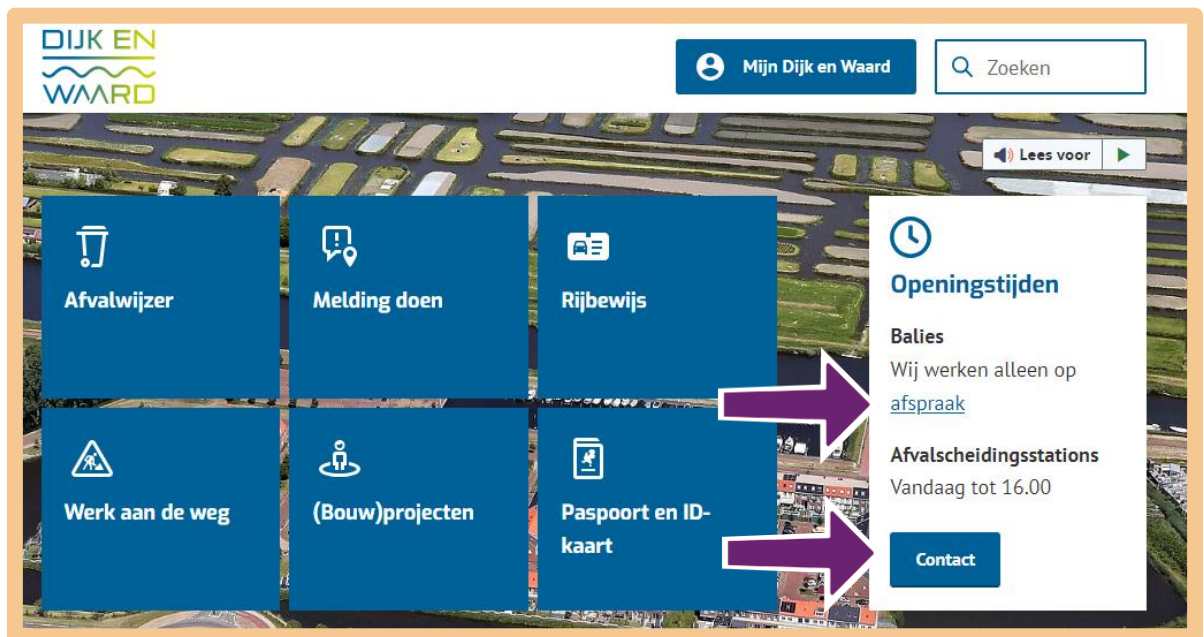 DIJK EN
WAARD
Mijn Dijk en Waard
Zoeken
Lees voor
Afvalwijzer
Melding doen
Rijbewijs
Werk aan de weg
(Bouw)projecten
Paspoort en ID-
kaart
Openingstijden
Balies
Wij werken alleen op
afspraak
Afvalscheidingsstations
Vandaag tot 16.00
Contact